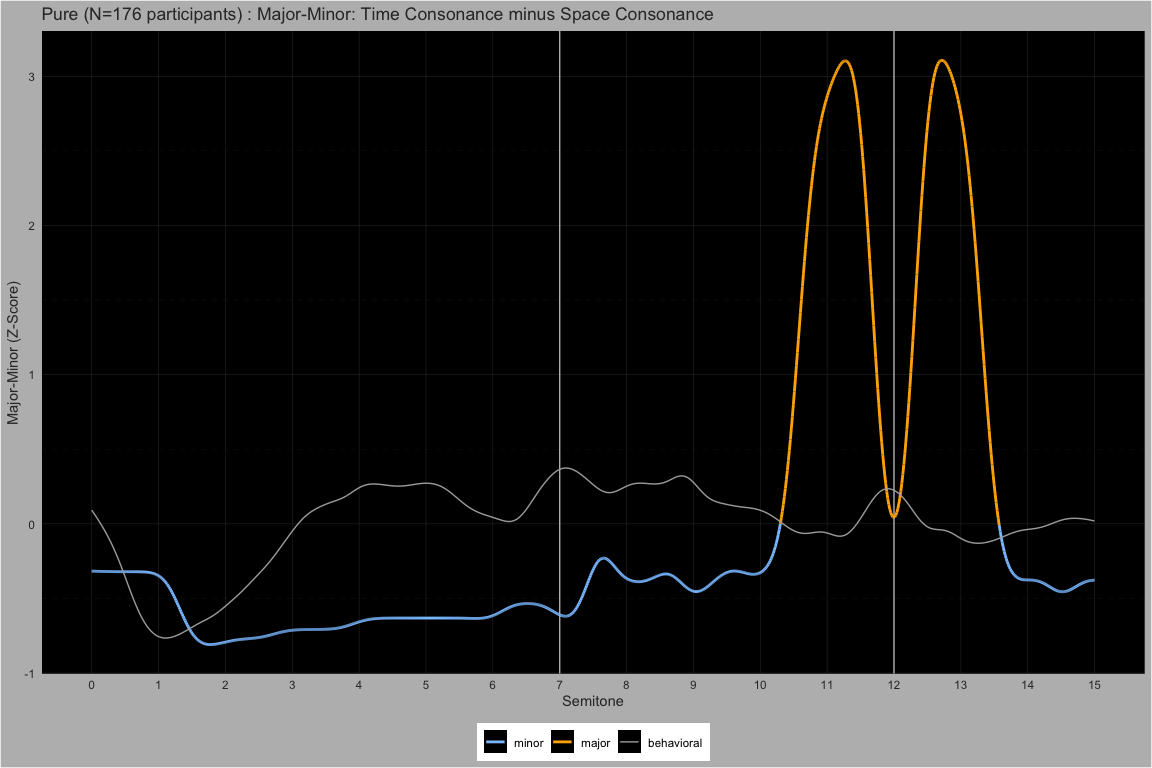 Pure (N=176 participants) : Major-Minor: Time Consonance minus Space Consonance
Major-Minor (Z-Score)
3
2
1
0
-1
0 1 2 3 4 5 6 7 8 9 10 11 12 13 14 15
Semitone
minor major behavioral